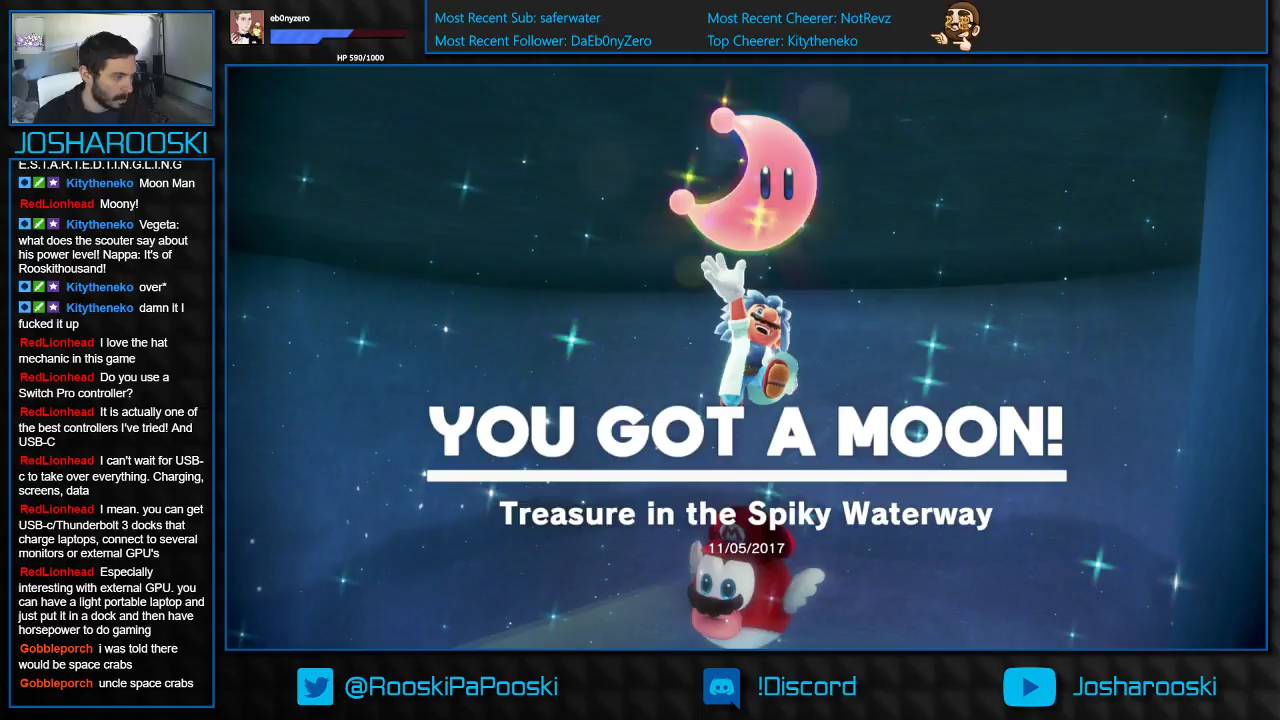 eb0nyzero
HP 590/1000
Most Recent Sub: saferwater
Most Recent Follower: DaEb0nyZero
Most Recent Cheerer: NotRevz
Top Cheerer: Kitytheneko
JOSHAROOSKI
E.S.T.A.R.T.E.D.T.I.N.G.L.I.N.G
Kitytheneko Moon Man
RedLionhead Moony!
Kitytheneko Vegeta:
what does the scouter say about
his power level! Nappa: It's of
Rooskithousand!
Kitytheneko over*
Kitytheneko damn it I
fucked it up
RedLionhead I love the hat
mechanic in this game
RedLionhead Do you use a
Switch Pro controller?
RedLionhead It is actually one of
the best controllers I've tried! And
USB-C
RedLionhead I can't wait for USB-
c to take over everything. Charging,
screens, data
RedLionhead I mean. you can get
USB-c/Thunderbolt 3 docks that
charge laptops, connect to several
monitors or external GPU's
RedLionhead Especially
interesting with external GPU. you
can have a light portable laptop and
just put it in a dock and then have
horsepower to do gaming
Gobbleporch i was told there
would be space crabs
Gobbleporch uncle space crabs
YOU GOT A MOON!
Treasure in the Spiky Waterway
11/05/2017
@RooskiPaPooski
!Discord
Josharooski